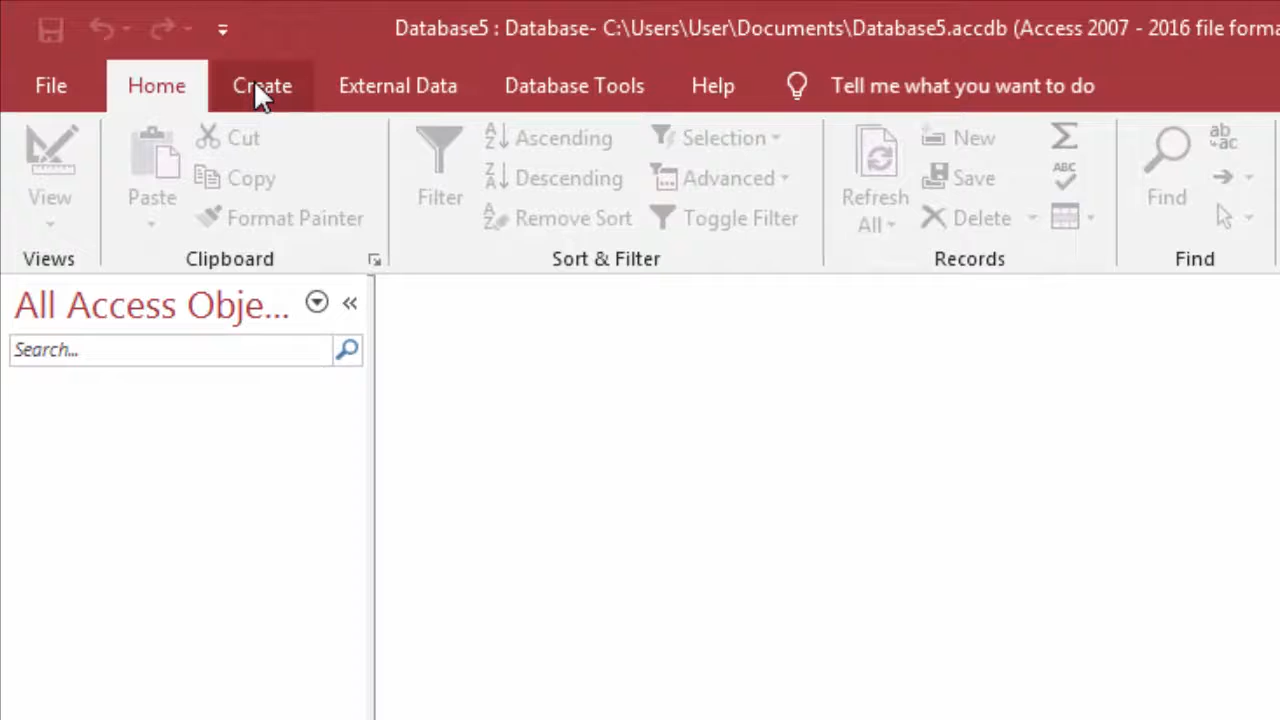 Database5 : Database- C:\Users\User\Documents\Database5.accdb (Access 2007 - 2016 file forma
File Home Create External Data Database Tools Help Tell me what you want to do
View
Paste
Cut
Copy
Format Painter
Filter
Ascending
Descending
Remove Sort
Selection
Advanced
Toggle Filter
Refresh
All
New
Save
Delete
Σ
ABC
Find
ab
ac
Views Clipboard Sort & Filter Records Find
All Access Obje...
Search...